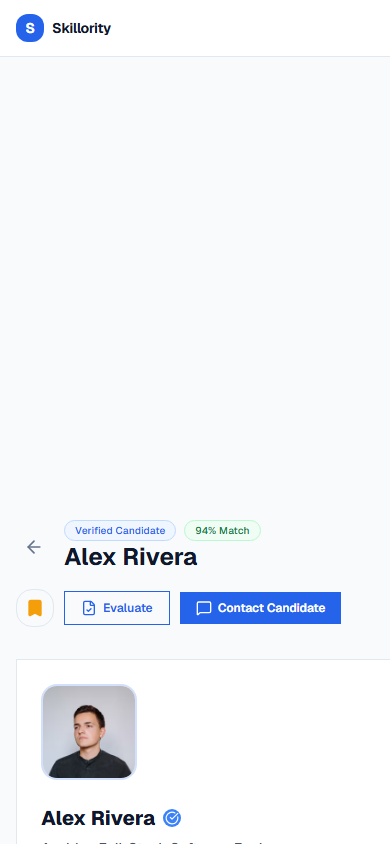 S Skillority
Verified Candidate 94% Match
Alex Rivera
Evaluate Contact Candidate
Alex Rivera